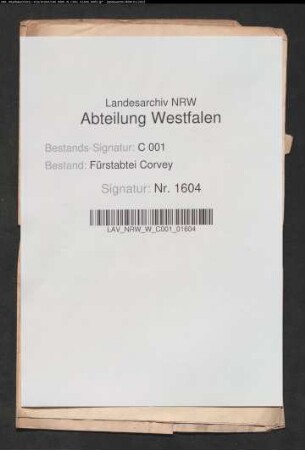 Landesarchiv NRW
Abteilung Westfalen
Bestands-Signatur: C 001
Bestand: Fürstabtei Corvey
Signatur: Nr. 1604
LAV_NRW_W_C001_01604